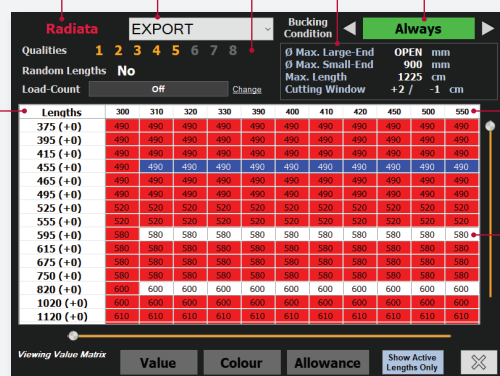 Radiata EXPORT Bucking Condition Always
Qualities 1 2 3 4 5 6 7 8
Ø Max. Large-End OPEN mm
Ø Max. Small-End 900 mm
Random Lengths No
Max. Length 1225 cm
Load-Count Off Change
Cutting Window +2 / -1 cm
Lengths 300 310 320 330 390 400 410 420 450 500 550
375 (+0) 490 490 490 490 490 490 490 490 490 490 490
395 (+0) 490 490 490 490 490 490 490 490 490 490 490
415 (+0) 490 490 490 490 490 490 490 490 490 490 490
455 (+0) 490 490 490 490 490 490 490 490 490 490 490
465 (+0) 490 490 490 490 490 490 490 490 490 490 490
495 (+0) 490 490 490 490 490 490 490 490 490 490 490
525 (+0) 520 520 520 520 520 520 520 520 520 520 520
555 (+0) 520 520 520 520 520 520 520 520 520 520 520
595 (+0) 580 580 580 580 580 580 580 580 580 580 580
615 (+0) 580 580 580 580 580 580 580 580 580 580 580
675 (+0) 580 580 580 580 580 580 580 580 580 580 580
750 (+0) 580 580 580 580 580 580 580 580 580 580 580
820 (+0) 600 600 600 600 600 600 600 600 600 600 600
1020 (+0) 600 600 600 600 600 600 600 600 600 600 600
1120 (+0) 610 610 610 610 610 610 610 610 610 610 610
Viewing Value Matrix Value Colour Allowance Show Active Lengths Only